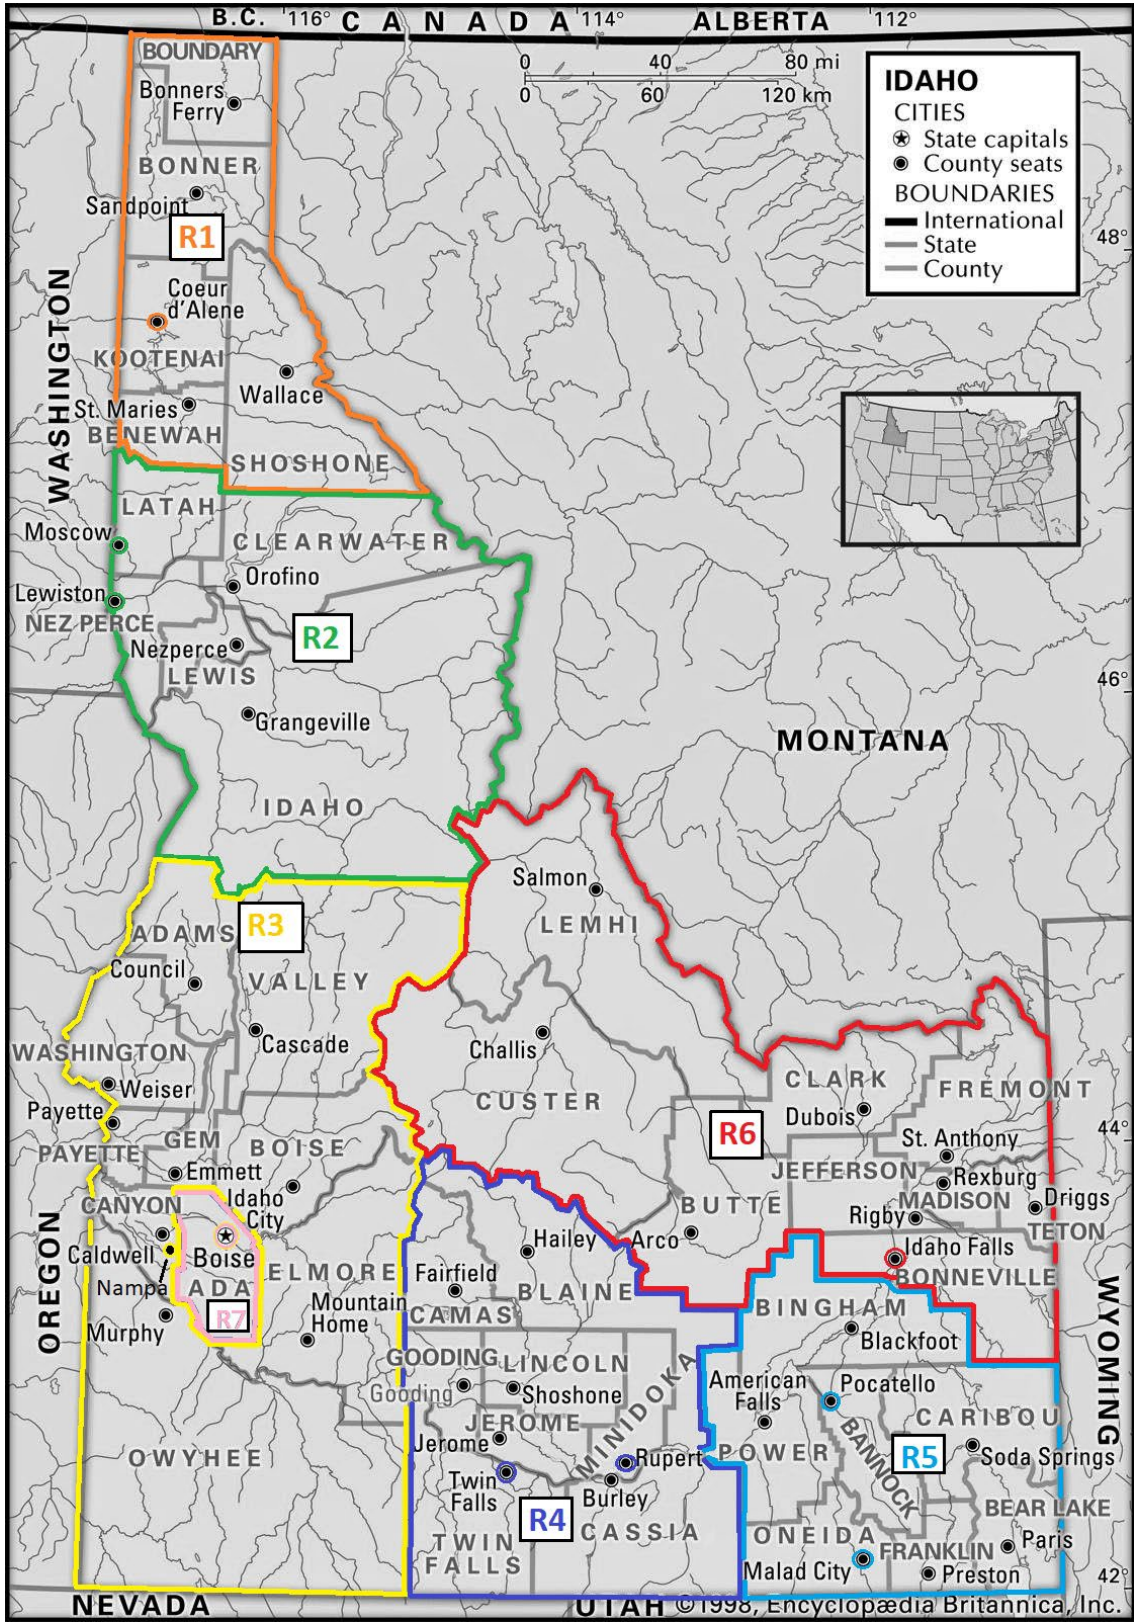 B.C.
116°
CANADA
114°
ALBERTA
112°
0 40 80 mi
0 60 120 km
IDAHO
CITIES
State capitals
County seats
BOUNDARIES
International
State
County
BOUNDARY
Bonners
Ferry
BONNER
Sandpoint
R1
48°
WASHINGTON
Coeur
d'Alene
KOOTENAI
Wallace
St. Maries
BENEWAH
SHOSHONE
LATAH
Moscow
CLEARWATER
Orofino
Lewiston
NEZ PERCE
R2
Nezperce
LEWIS
46°
Grangeville
MONTANA
IDAHO
Salmon
LEMHI
R3
ADAMS
Council
VALLEY
Cascade
WASHINGTON
Weiser
Challis
CUSTER
CLARK
Dubois
FREMONT
Payette
R6
St. Anthony
44°
GEM
BOISE
PAYETTE
Emmett
JEFFERSON
Rexburg
MADISON
Driggs
Rigby
TETON
CANYON
Idaho
City
BUTTE
Arco
OREGON
Caldwell
Boise
Hailey
Idaho Falls
BONNEVILLE
Nampa
ADA
ELMORE
Fairfield
BLAINE
CAMAS
BINGHAM
WYOMING
R7
Murphy
Mountain
Home
Blackfoot
GOODING
LINCOLN
Gooding
Shoshone
MINIDOKA
American
Falls
Pocatello
JEROME
Jerome
CARIBOU
BANNOCK
R5
POWER
Soda Springs
OWYHEE
Twin
Falls
Rupert
Burley
R4
BEAR LAKE
CASSIA
ONEIDA
TWIN
FALLS
FRANKLIN
Paris
Malad City
Preston
42°
NEVADA
UTAH
©1998, Encyclopædia Britannica, Inc.